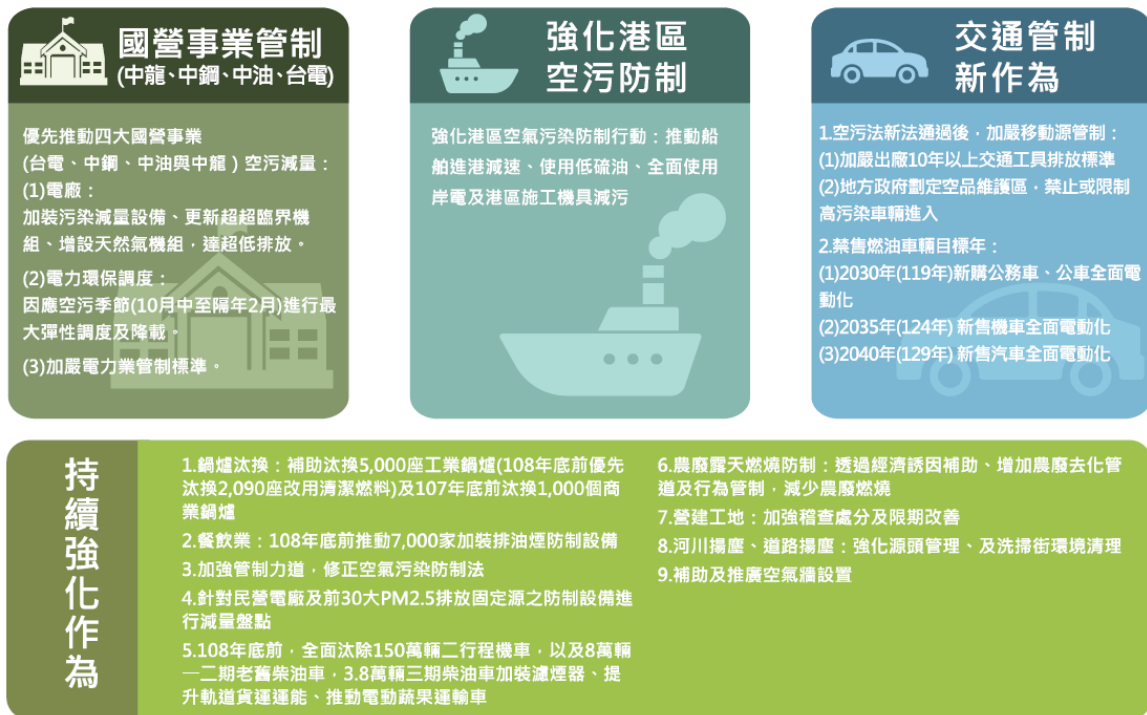 國營事業管制
(中龍、中鋼、中油、台電)
優先推動四大國營事業
(台電、中鋼、中油與中龍）空污減量：
(1)電廠：
加裝污染減量設備、更新超超臨界機
組、增設天然氣機組，達超低排放。
(2)電力環保調度：
因應空污季節(10月中至隔年2月)進行最
大彈性調度及降載。
(3)加嚴電力業管制標準。
強化港區
空污防制
強化港區空氣污染防制行動：推動船
舶進港減速、使用低硫油、全面使用
岸電及港區施工機具減污
交通管制
新作為
1.空污法新法通過後，加嚴移動源管制：
(1)加嚴出廠10年以上交通工具排放標準
(2)地方政府劃定空品維護區，禁止或限制
高污染車輛進入
2.禁售燃油車輛目標年：
(1)2030年(119年)新購公務車、公車全面電
動化
(2)2035年(124年) 新售機車全面電動化
(3)2040年(129年) 新售汽車全面電動化
持續強化作為
1.鍋爐汰換：補助汰換5,000座工業鍋爐(108年底前優先
汰換2,090座改用清潔燃料)及107年底前汰換1,000個商
業鍋爐
2.餐飲業：108年底前推動7,000家加裝排油煙防制設備
3.加強管制力道，修正空氣污染防制法
4.針對民營電廠及前30大PM2.5排放固定源之防制設備進
行減量盤點
5.108年底前，全面汰除150萬輛二行程機車，以及8萬輛
一二期老舊柴油車，3.8萬輛三期柴油車加裝濾煙器、提
升軌道貨運運能、推動電動蔬果運輸車
6.農廢露天燃燒防制：透過經濟誘因補助、增加農廢去化管
道及行為管制，減少農廢燃燒
7.營建工地：加強稽查處分及限期改善
8.河川揚塵、道路揚塵：強化源頭管理、及洗掃街環境清理
9.補助及推廣空氣牆設置